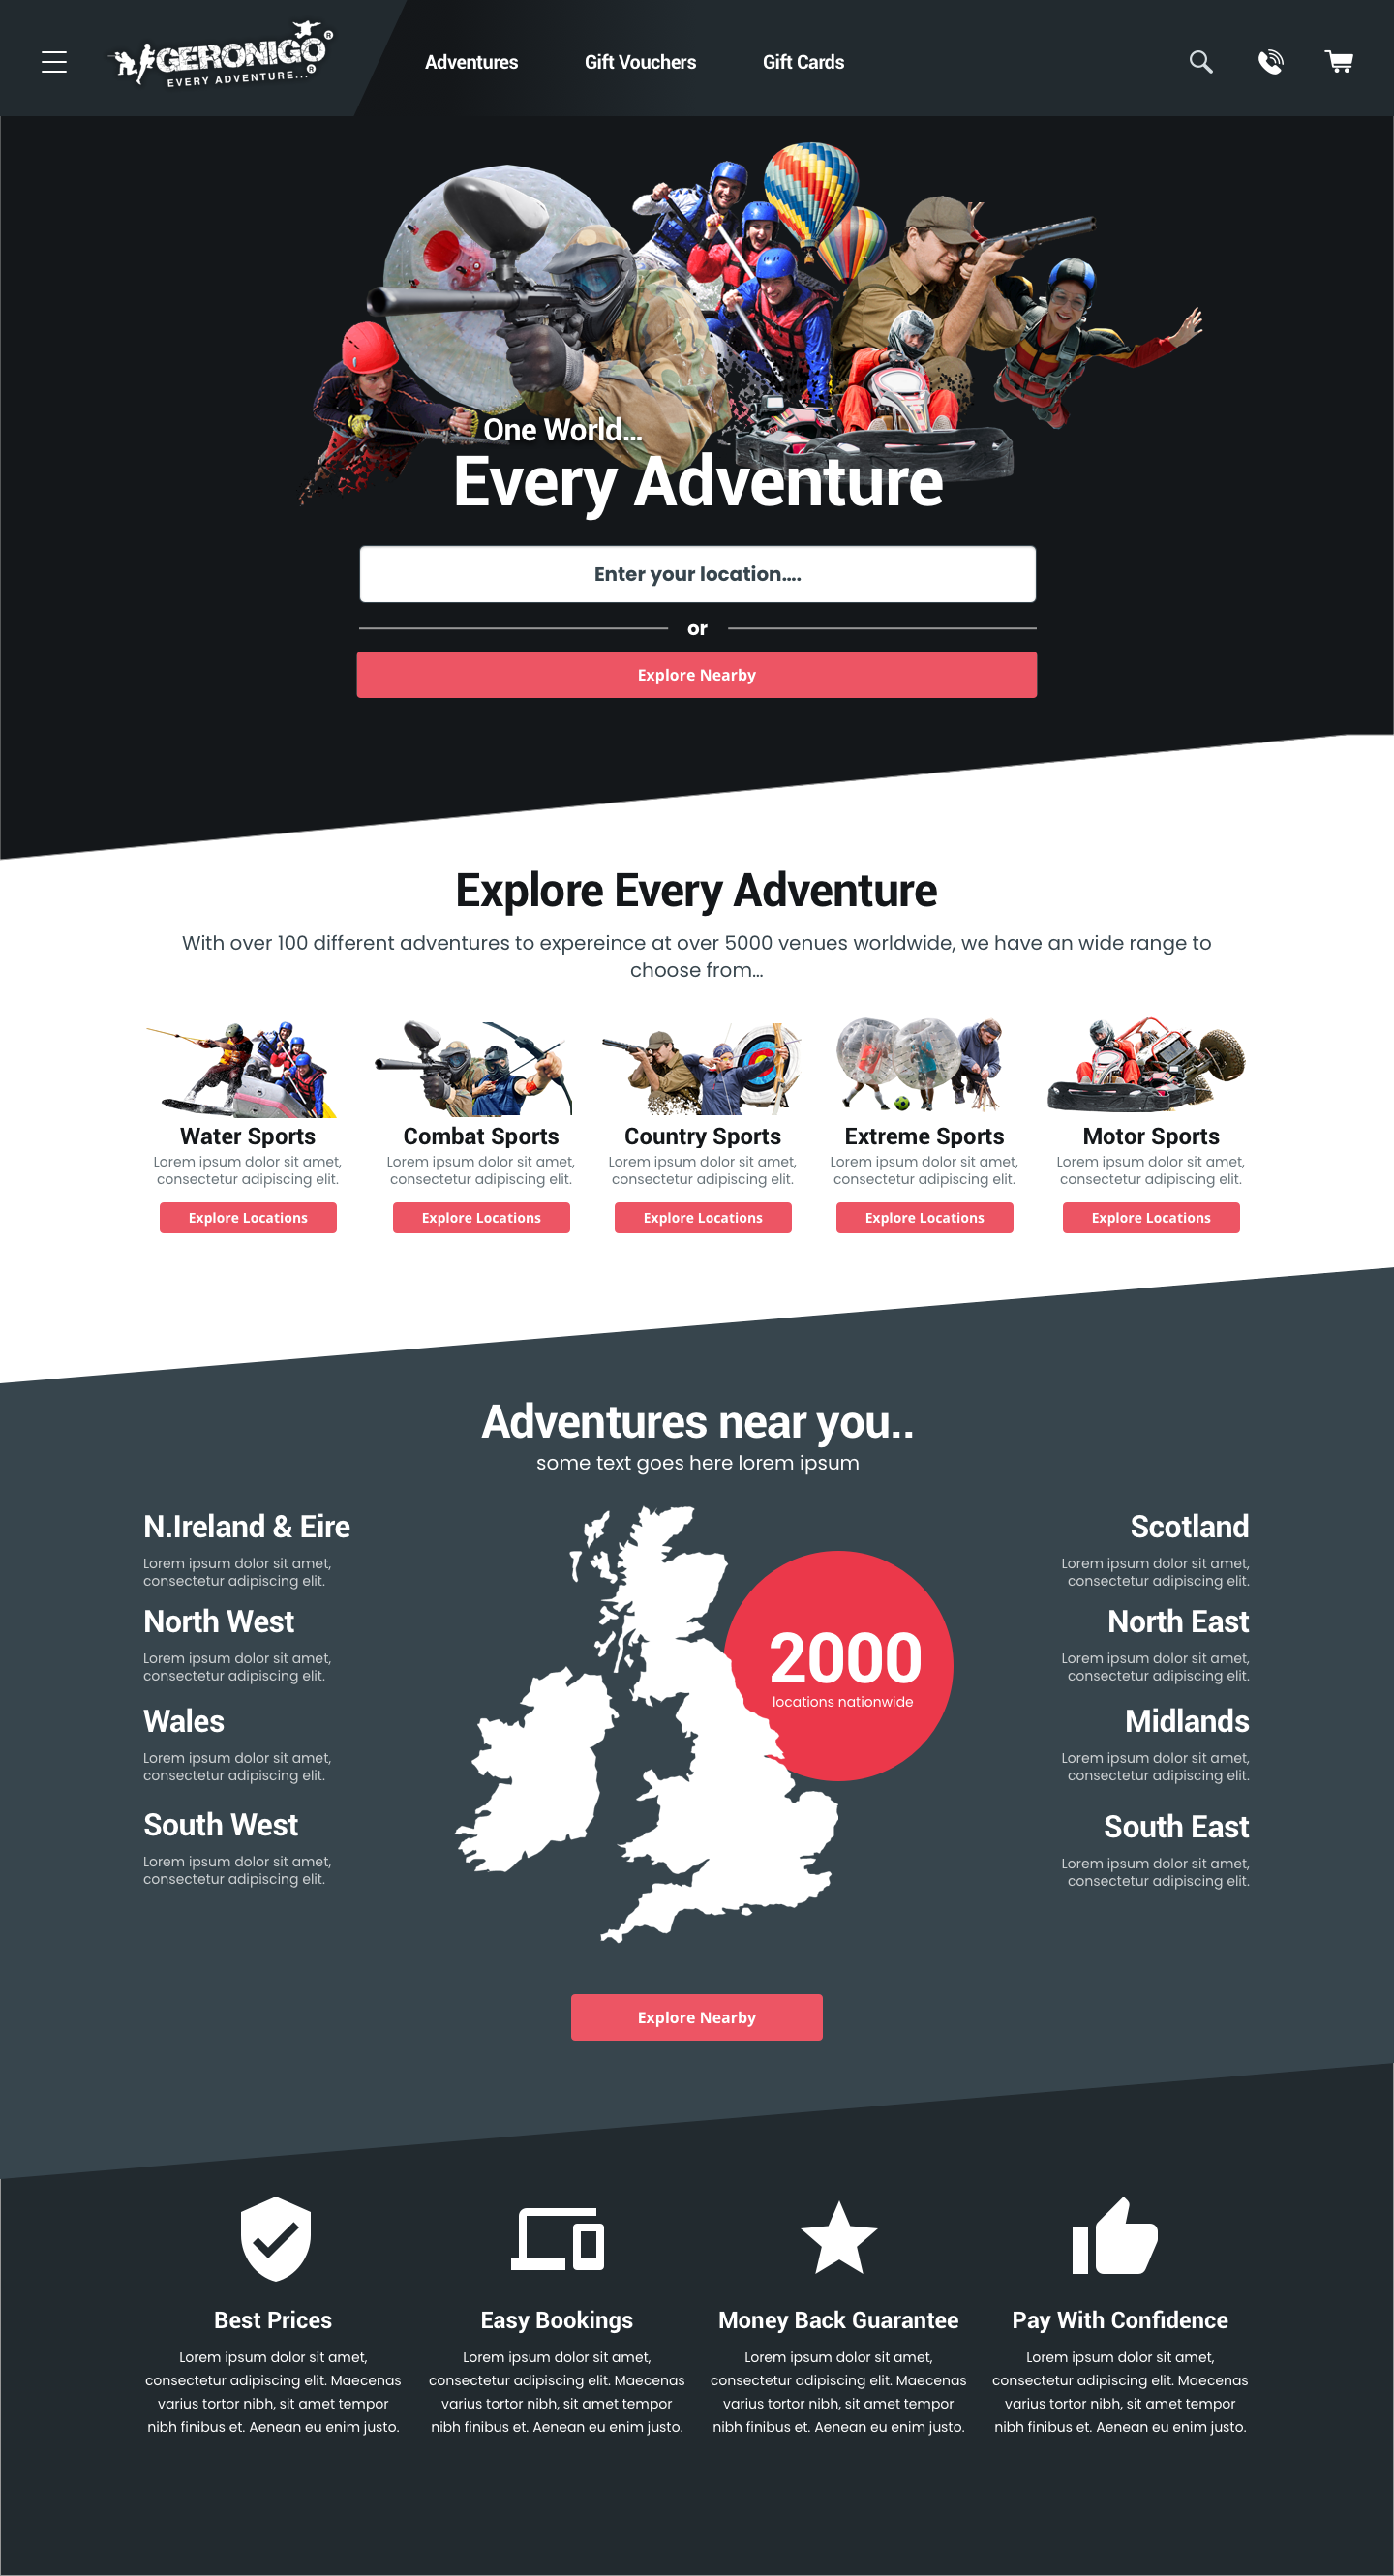 GERONIGO®
EVERY ADVENTURE...®
Adventures
Gift Vouchers
Gift Cards
One World...
Every Adventure
Enter your location....
or
Explore Nearby
Explore Every Adventure
With over 100 different adventures to expereince at over 5000 venues worldwide, we have an wide range to
choose from...
Water Sports
Lorem ipsum dolor sit amet,
consectetur adipiscing elit.
Explore Locations
Combat Sports
Lorem ipsum dolor sit amet,
consectetur adipiscing elit.
Explore Locations
Country Sports
Lorem ipsum dolor sit amet,
consectetur adipiscing elit.
Explore Locations
Extreme Sports
Lorem ipsum dolor sit amet,
consectetur adipiscing elit.
Explore Locations
Motor Sports
Lorem ipsum dolor sit amet,
consectetur adipiscing elit.
Explore Locations
Adventures near you..
some text goes here lorem ipsum
N.Ireland & Eire
Lorem ipsum dolor sit amet,
consectetur adipiscing elit.
North West
Lorem ipsum dolor sit amet,
consectetur adipiscing elit.
Wales
Lorem ipsum dolor sit amet,
consectetur adipiscing elit.
South West
Lorem ipsum dolor sit amet,
consectetur adipiscing elit.
2000
locations nationwide
Scotland
Lorem ipsum dolor sit amet,
consectetur adipiscing elit.
North East
Lorem ipsum dolor sit amet,
consectetur adipiscing elit.
Midlands
Lorem ipsum dolor sit amet,
consectetur adipiscing elit.
South East
Lorem ipsum dolor sit amet,
consectetur adipiscing elit.
Explore Nearby
Best Prices
Lorem ipsum dolor sit amet,
consectetur adipiscing elit. Maecenas
varius tortor nibh, sit amet tempor
nibh finibus et. Aenean eu enim justo.
Easy Bookings
Lorem ipsum dolor sit amet,
consectetur adipiscing elit. Maecenas
varius tortor nibh, sit amet tempor
nibh finibus et. Aenean eu enim justo.
Money Back Guarantee
Lorem ipsum dolor sit amet,
consectetur adipiscing elit. Maecenas
varius tortor nibh, sit amet tempor
nibh finibus et. Aenean eu enim justo.
Pay With Confidence
Lorem ipsum dolor sit amet,
consectetur adipiscing elit. Maecenas
varius tortor nibh, sit amet tempor
nibh finibus et. Aenean eu enim justo.